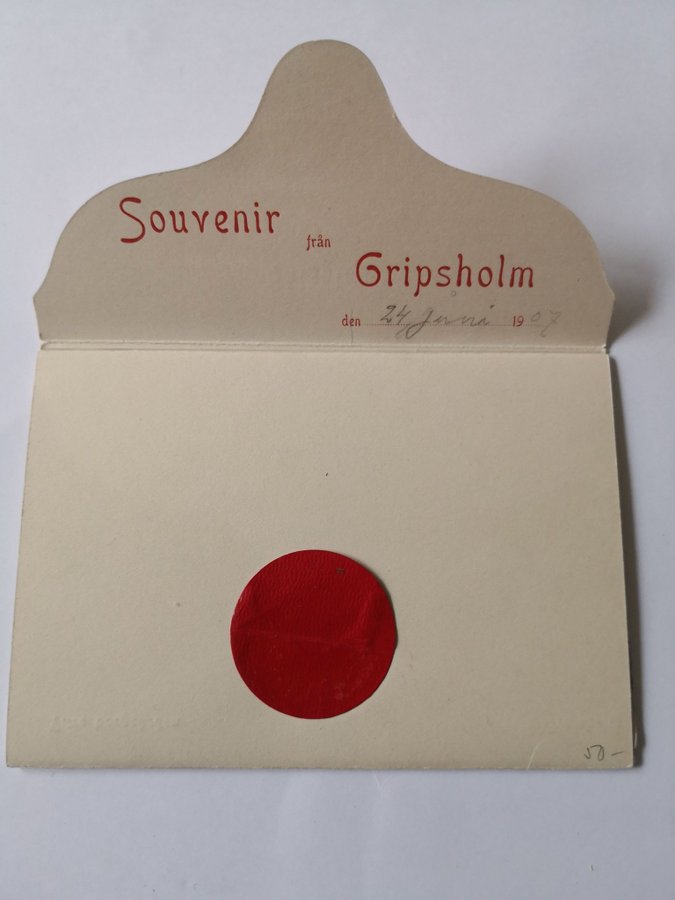 Souvenir
från
Gripsholm
den 24 Juni 1907
50-